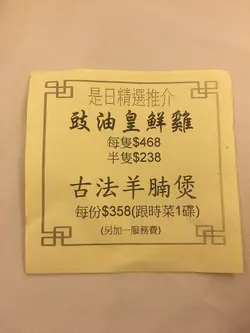 是日精選推介
豉油皇鮮雞
每隻$468
半隻$238
古法羊腩煲
每份$358(跟時菜1碟)
(另加一服務費)